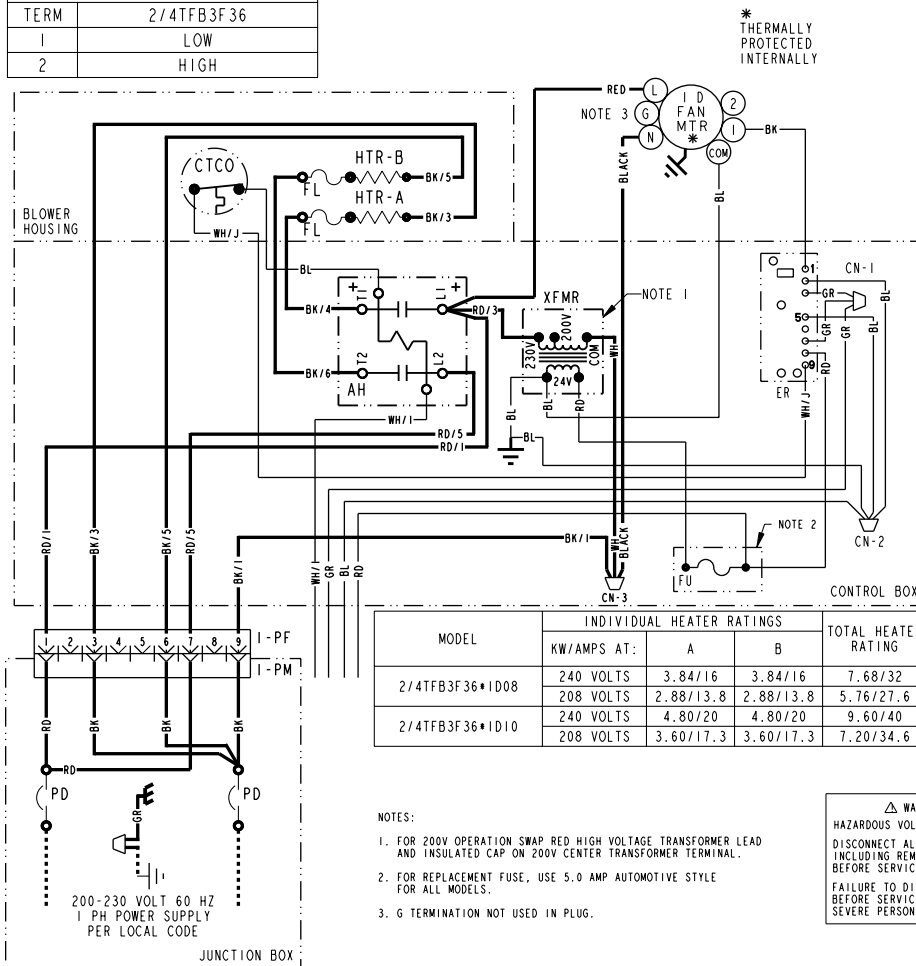 TERM 2/4TFB3F36
1 LOW
2 HIGH
*
THERMALLY
PROTECTED
INTERNALLY
RED L I D 2
NOTE 3 G FAN
MTR
N * 1 BK
COM
BLACK
BL
CTCO
HTR-B
FL BK/5
HTR-A
FL BK/3
BLOWER
HOUSING
WH/J
BL
+ T1 L1 +
BK/4 RD/3
XFMR
NOTE 1
230V 200V COM
WH
24V
BK/6 T2 L2
AH
WH/1
BL BL RD
BL
RD/5
RD/1
1 CN-1
GR
5 GR GR BL BL
RD
9
ER
WH/J
RD/1 BK/3 BK/5 RD/5 BK/1
WH/1 GR BL RD
BK/1
WH BLACK
CN-3
NOTE 2
FU
CN-2
CONTROL BOX
1 2 3 4 5 6 7 8 9 1-PF
1-PM
RD BK BK RD BK
RD
PD PD
GR
200-230 VOLT 60 HZ
1 PH POWER SUPPLY
PER LOCAL CODE
JUNCTION BOX
MODEL INDIVIDUAL HEATER RATINGS TOTAL HEATE
RATING
KW/AMPS AT: A B
2/4TFB3F36*1D08 240 VOLTS 3.84/16 3.84/16 7.68/32
208 VOLTS 2.88/13.8 2.88/13.8 5.76/27.6
2/4TFB3F36*1D10 240 VOLTS 4.80/20 4.80/20 9.60/40
208 VOLTS 3.60/17.3 3.60/17.3 7.20/34.6
NOTES:
1. FOR 200V OPERATION SWAP RED HIGH VOLTAGE TRANSFORMER LEAD
AND INSULATED CAP ON 200V CENTER TRANSFORMER TERMINAL.
2. FOR REPLACEMENT FUSE, USE 5.0 AMP AUTOMOTIVE STYLE
FOR ALL MODELS.
3. G TERMINATION NOT USED IN PLUG.
⚠ WA
HAZARDOUS VOL
DISCONNECT AL
INCLUDING REM
BEFORE SERVIC
FAILURE TO DI
BEFORE SERVIC
SEVERE PERSON